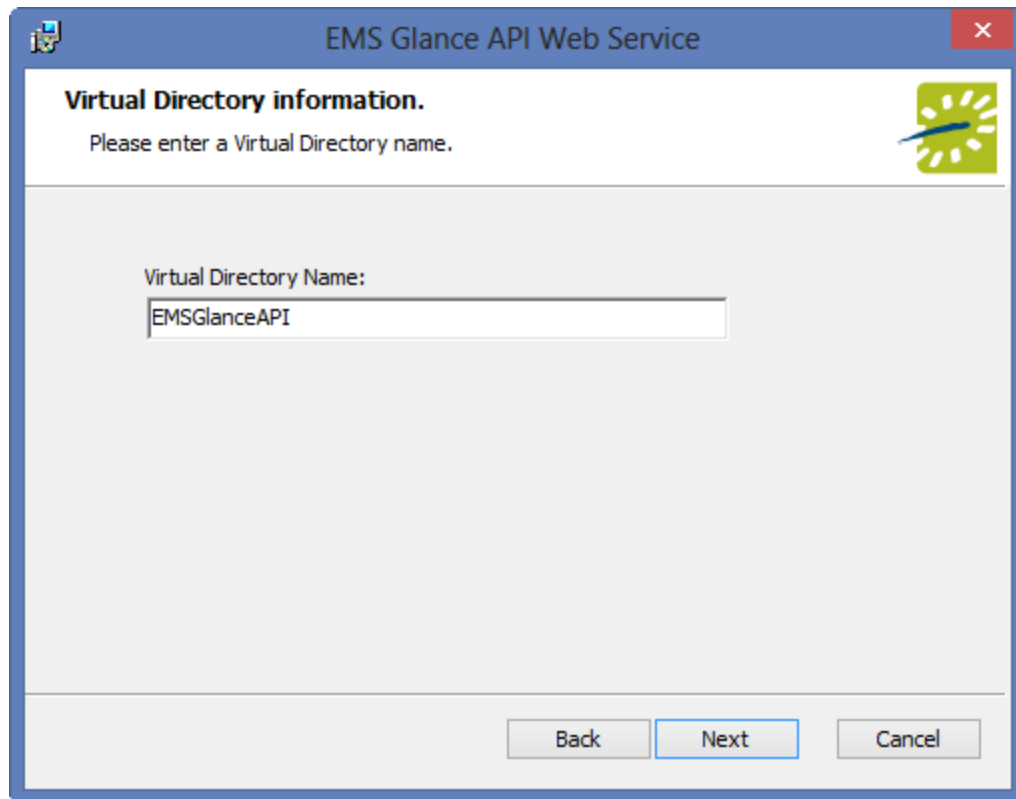 EMS Glance API Web Service
Virtual Directory information.
Please enter a Virtual Directory name.
Virtual Directory Name:
EMSGlanceAPI
Back Next Cancel